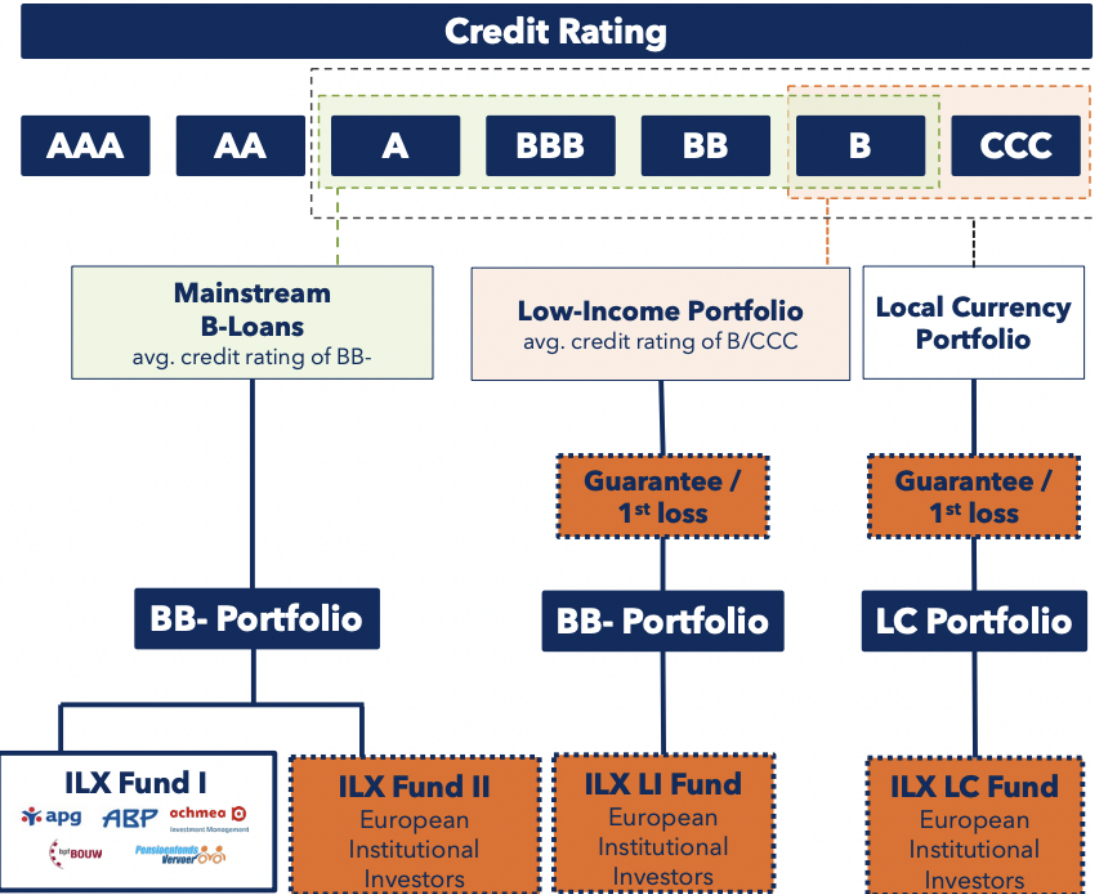 Credit Rating
AAA
AA
A
BBB
BB
B
CCC
Mainstream
B-Loans
avg. credit rating of BB-
Low-Income Portfolio
avg. credit rating of B/CCC
Local Currency
Portfolio
Guarantee /
1st loss
Guarantee /
1st loss
BB- Portfolio
BB- Portfolio
LC Portfolio
ILX Fund I
apg
ABP
achmea
Investment Management
bpfBOUW
Pensioenfonds
Vervoer
ILX Fund II
European
Institutional
Investors
ILX LI Fund
European
Institutional
Investors
ILX LC Fund
European
Institutional
Investors